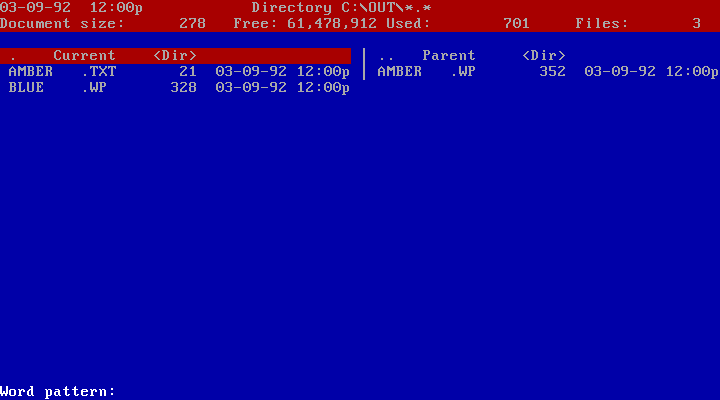 03-09-92  12:00p            Directory C:\OUT\*.*
Document size:      278   Free: 61,478,912 Used:        701     Files:       3
.    Current    <Dir>                   | ..   Parent     <Dir>
AMBER   .TXT       21  03-09-92 12:00p | AMBER   .WP       352  03-09-92 12:00p
BLUE    .WP       328  03-09-92 12:00p
Word pattern: